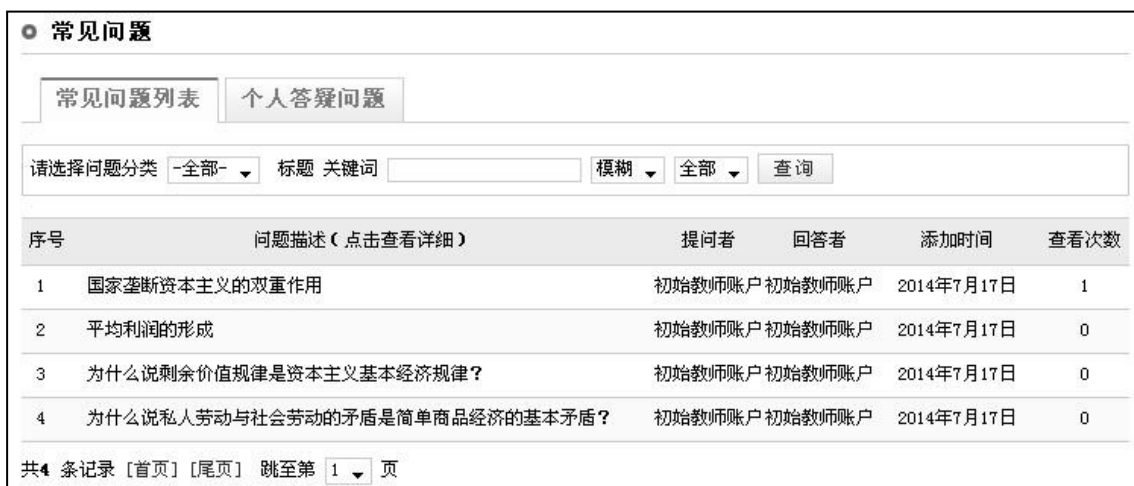 常见问题
常见问题列表 个人答疑问题
请选择问题分类 -全部- 标题 关键词 模糊 全部 查询
序号 问题描述(点击查看详细) 提问者 回答者 添加时间 查看次数
1 国家垄断资本主义的双重作用 初始教师账户 初始教师账户 2014年7月17日 1
2 平均利润的形成 初始教师账户 初始教师账户 2014年7月17日 0
3 为什么说剩余价值规律是资本主义基本经济规律? 初始教师账户 初始教师账户 2014年7月17日 0
4 为什么说私人劳动与社会劳动的矛盾是简单商品经济的基本矛盾? 初始教师账户 初始教师账户 2014年7月17日 0
共4 条记录 [首页] [尾页] 跳至第 1 页